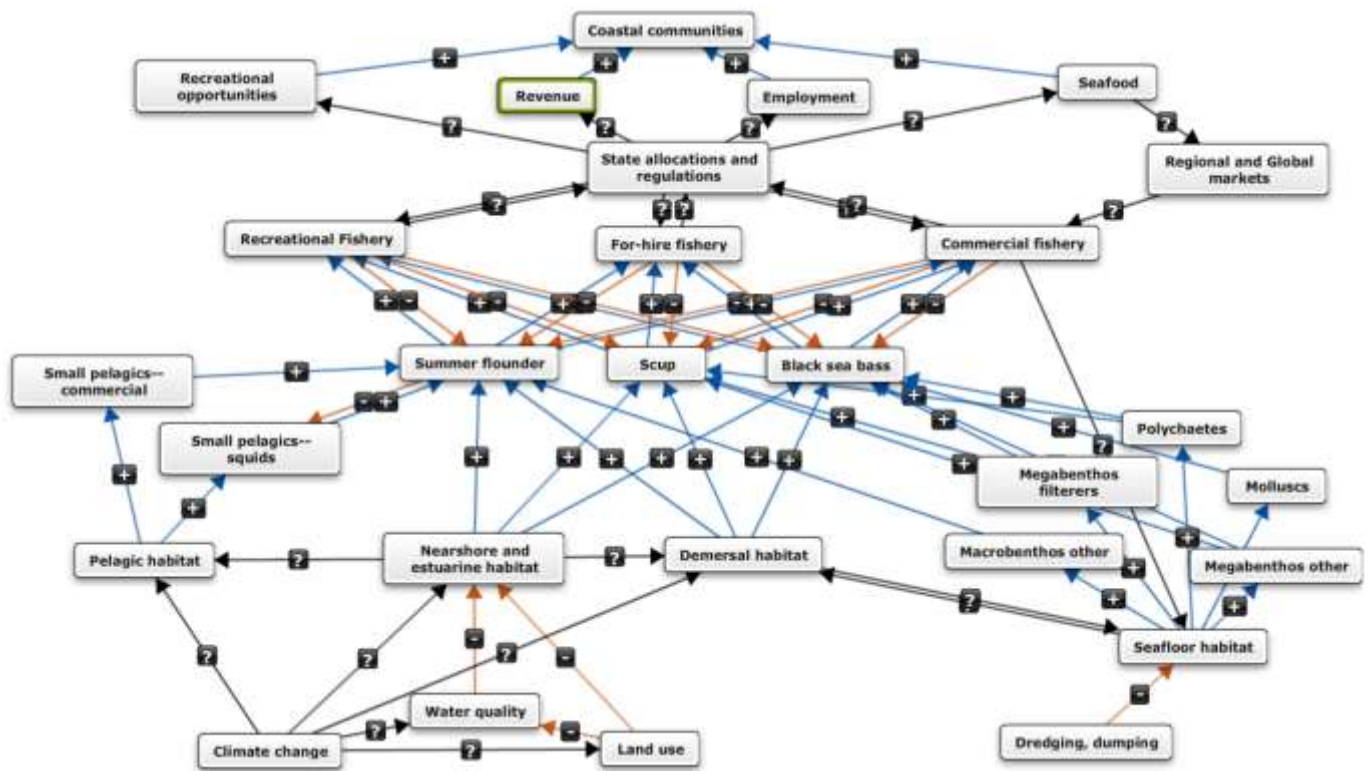 Coastal communities
Recreational
opportunities
Revenue
Employment
Seafood
State allocations and
regulations
Regional and Global
markets
Recreational Fishery
For-hire fishery
Commercial fishery
Small pelagics--
commercial
Summer flounder
Scup
Black sea bass
Small pelagics--
squids
Polychaetes
Megabenthos
filterers
Molluscs
Pelagic habitat
Nearshore and
estuarine habitat
Demersal habitat
Macrobenthos other
Megabenthos other
Seafloor habitat
Water quality
Climate change
Land use
Dredging, dumping